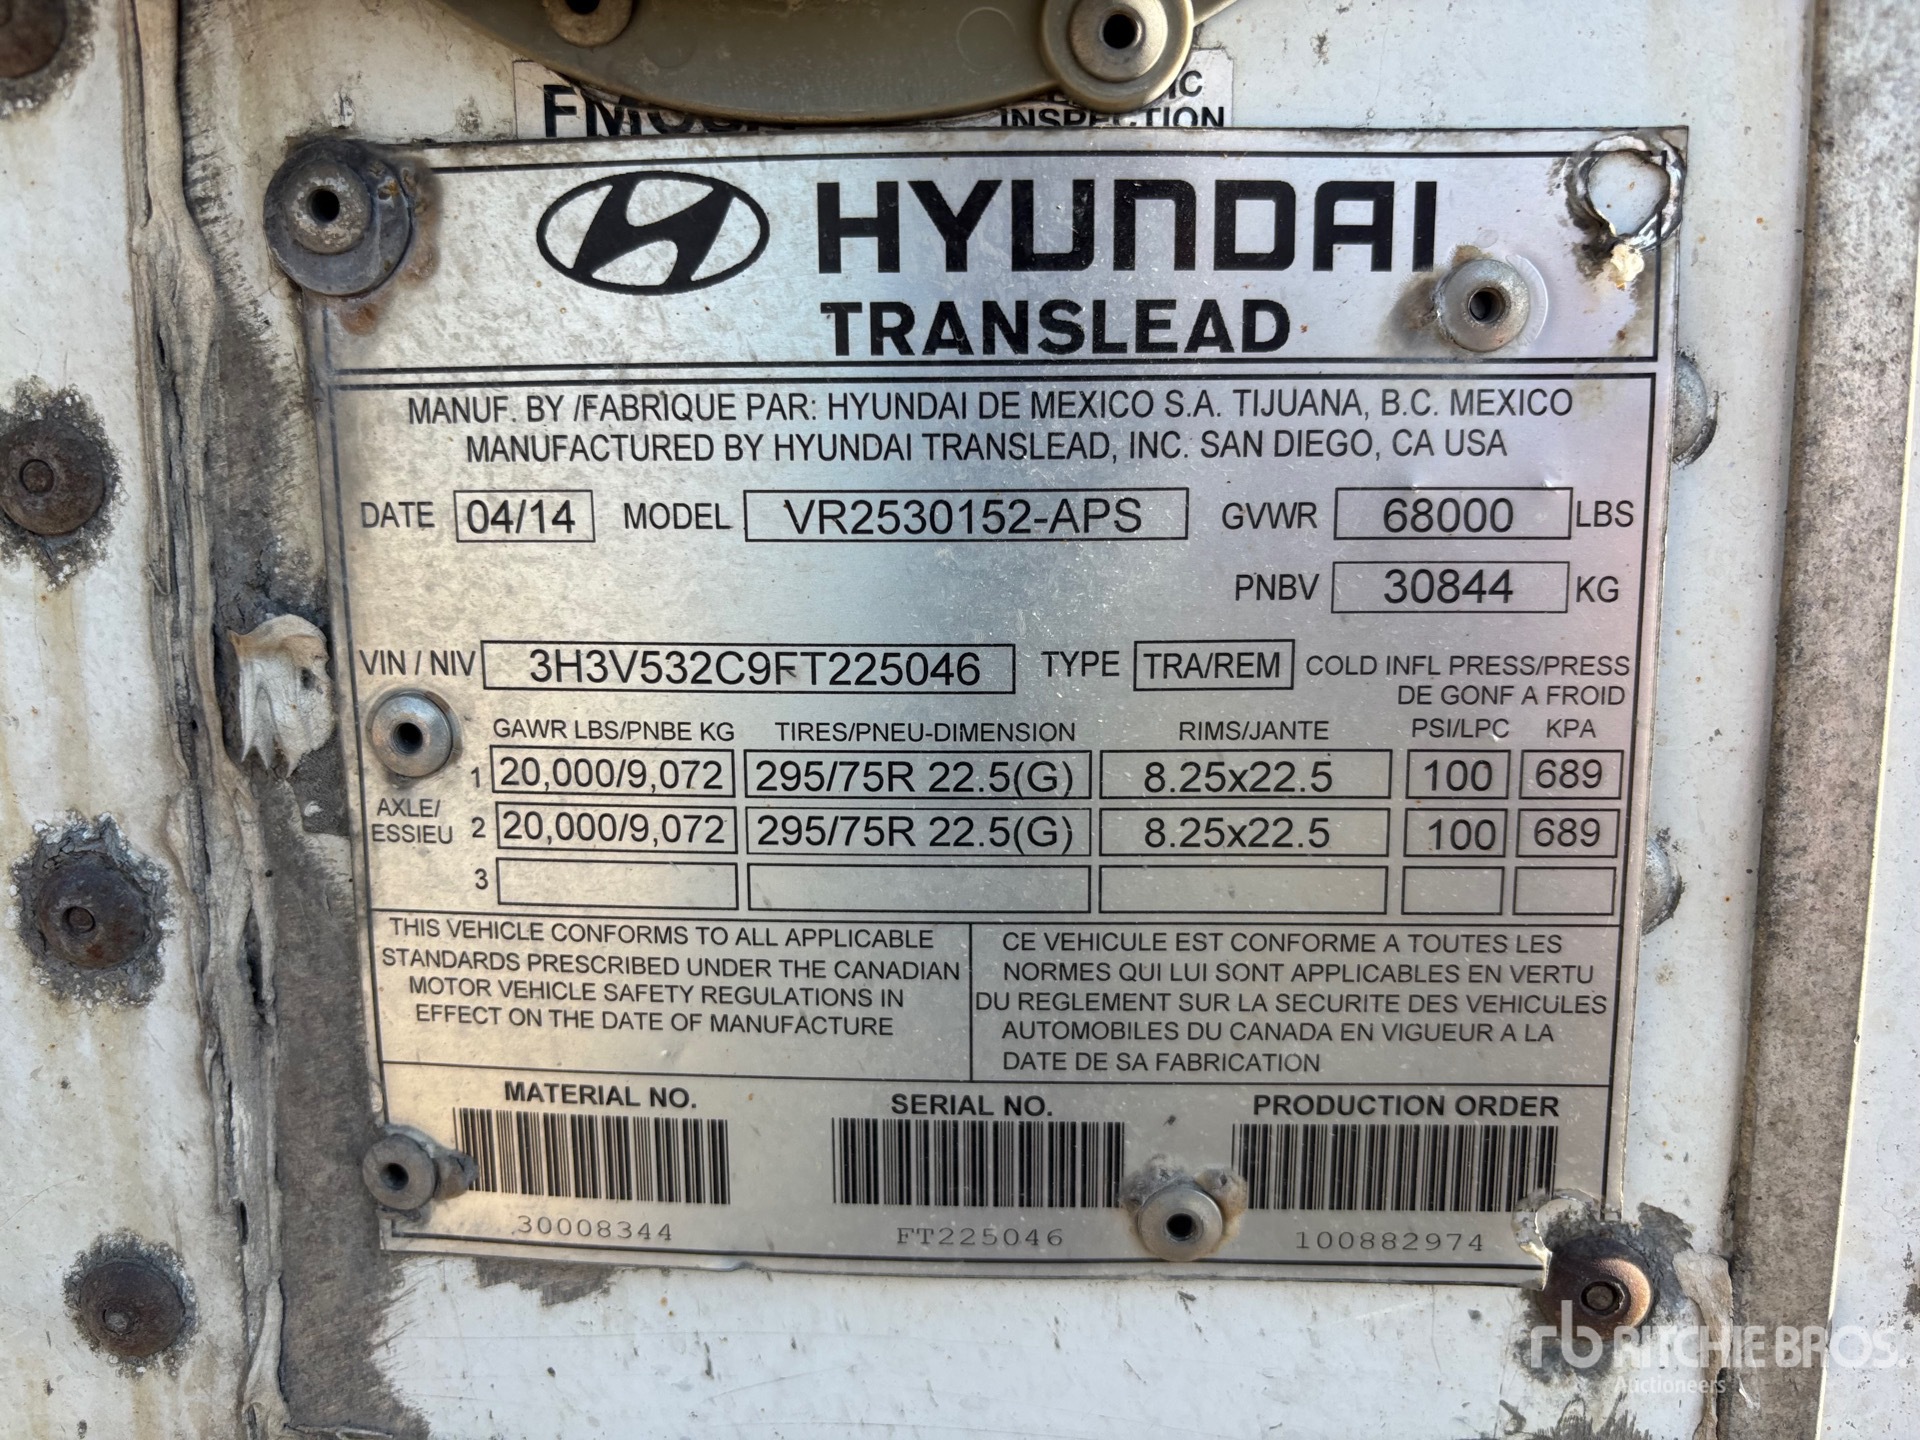 INSPECTION
HYUNDAI
TRANSLEAD
MANUF. BY /FABRIQUE PAR: HYUNDAI DE MEXICO S.A. TIJUANA, B.C. MEXICO
MANUFACTURED BY HYUNDAI TRANSLEAD, INC. SAN DIEGO, CA USA
DATE 04/14 MODEL VR2530152-APS GVWR 68000 LBS
PNBV 30844 KG
VIN / NIV 3H3V532C9FT225046 TYPE TRA/REM COLD INFL PRESS/PRESS
DE GONF A FROID
GAWR LBS/PNBE KG TIRES/PNEU-DIMENSION RIMS/JANTE PSI/LPC KPA
1 20,000/9,072 295/75R 22.5(G) 8.25x22.5 100 689
AXLE/
ESSIEU 2 20,000/9,072 295/75R 22.5(G) 8.25x22.5 100 689
3
THIS VEHICLE CONFORMS TO ALL APPLICABLE
STANDARDS PRESCRIBED UNDER THE CANADIAN
MOTOR VEHICLE SAFETY REGULATIONS IN
EFFECT ON THE DATE OF MANUFACTURE
CE VEHICULE EST CONFORME A TOUTES LES
NORMES QUI LUI SONT APPLICABLES EN VERTU
DU REGLEMENT SUR LA SECURITE DES VEHICULES
AUTOMOBILES DU CANADA EN VIGUEUR A LA
DATE DE SA FABRICATION
MATERIAL NO. SERIAL NO. PRODUCTION ORDER
30008344 FT225046 100882974
rb RITCHIE BROS.
Auctioneers